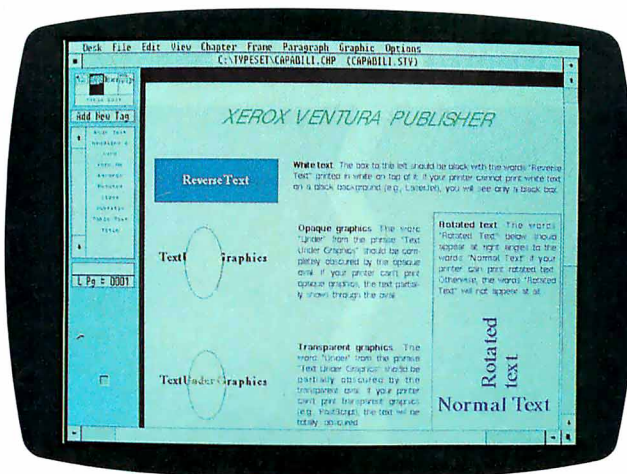 Desk File Edit View Chapter Frame Paragraph Graphic Options
C:\TYPESET\CAPABILI.CHP (CAPABILI.STY)
Add New Tag
Table Text
L Pg # 0001
XEROX VENTURA PUBLISHER
Reverse Text
White text The box to the left should be black with the words "Reverse
Text" printed in white on top of it. If your printer cannot print white text
on a black background (e.g., LaserJet), you will see only a black box.
Text Graphics
Opaque graphics The word
"Under" from the phrase "Text
Under Graphics" should be com-
pletely obscured by the opaque
oval. If your printer can't print
opaque graphics, the text partial-
ly shows through the oval.
Text Under Graphics
Transparent graphics The
word "Under" from the phrase
"Text Under Graphics" should be
partially obscured by the
transparent oval. If your printer
can't print transparent graphics
(e.g., PostScript), the text will be
totally obscured.
Rotated text The words
"Rotated Text" below should
appear at right angles to the
words "Normal Text" if your
printer can print rotated text.
Otherwise, the words "Rotated
Text" will not appear at all.
Rotated
text
Normal Text